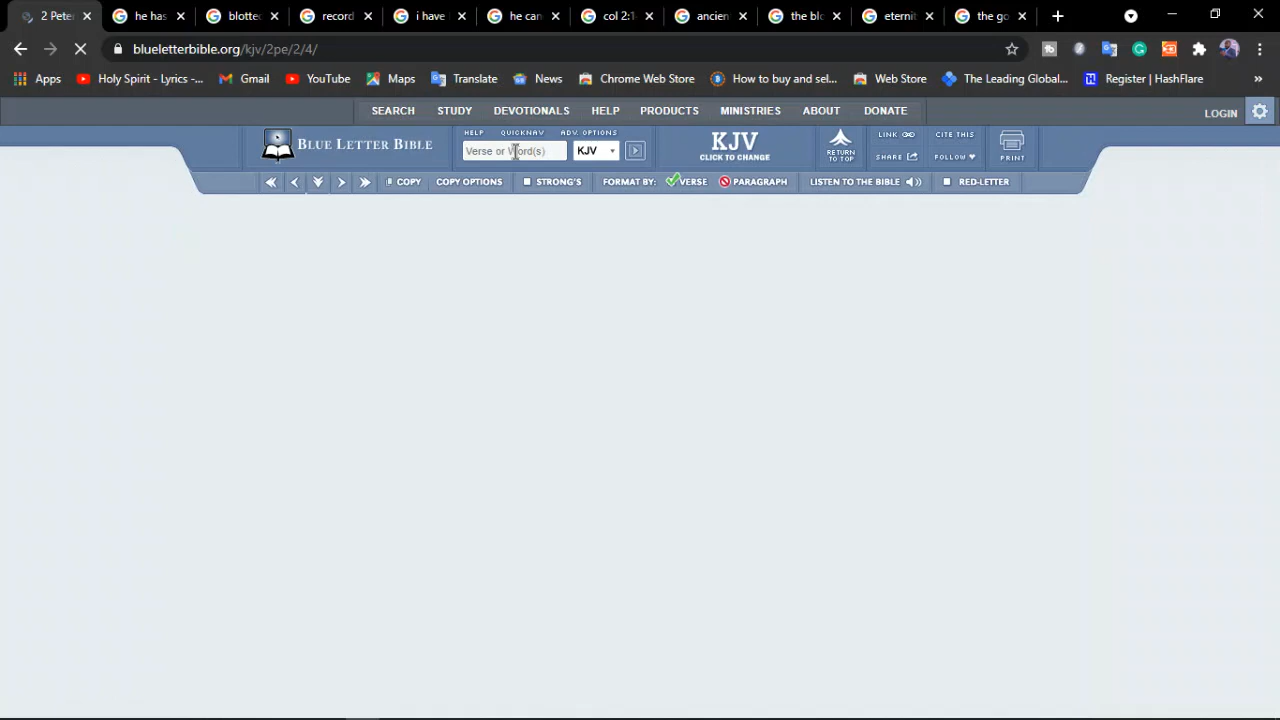 2 Peter
he has
blotted
record
i have
he can
col 2:1
ancien
the blo
eternit
the go
blueletterbible.org/kjv/2pe/2/4/
Apps
Holy Spirit - Lyrics -...
Gmail
YouTube
Maps
Translate
News
Chrome Web Store
How to buy and sel...
Web Store
The Leading Global...
Register | HashFlare
»
SEARCH
STUDY
DEVOTIONALS
HELP
PRODUCTS
MINISTRIES
ABOUT
DONATE
LOGIN
BLUE LETTER BIBLE
HELP
QUICKNAV
ADV. OPTIONS
Verse or Word(s)
KJV
KJV
CLICK TO CHANGE
RETURN
TO TOP
LINK
CITE THIS
SHARE
FOLLOW
PRINT
COPY
COPY OPTIONS
STRONG'S
FORMAT BY:
VERSE
PARAGRAPH
LISTEN TO THE BIBLE
RED-LETTER